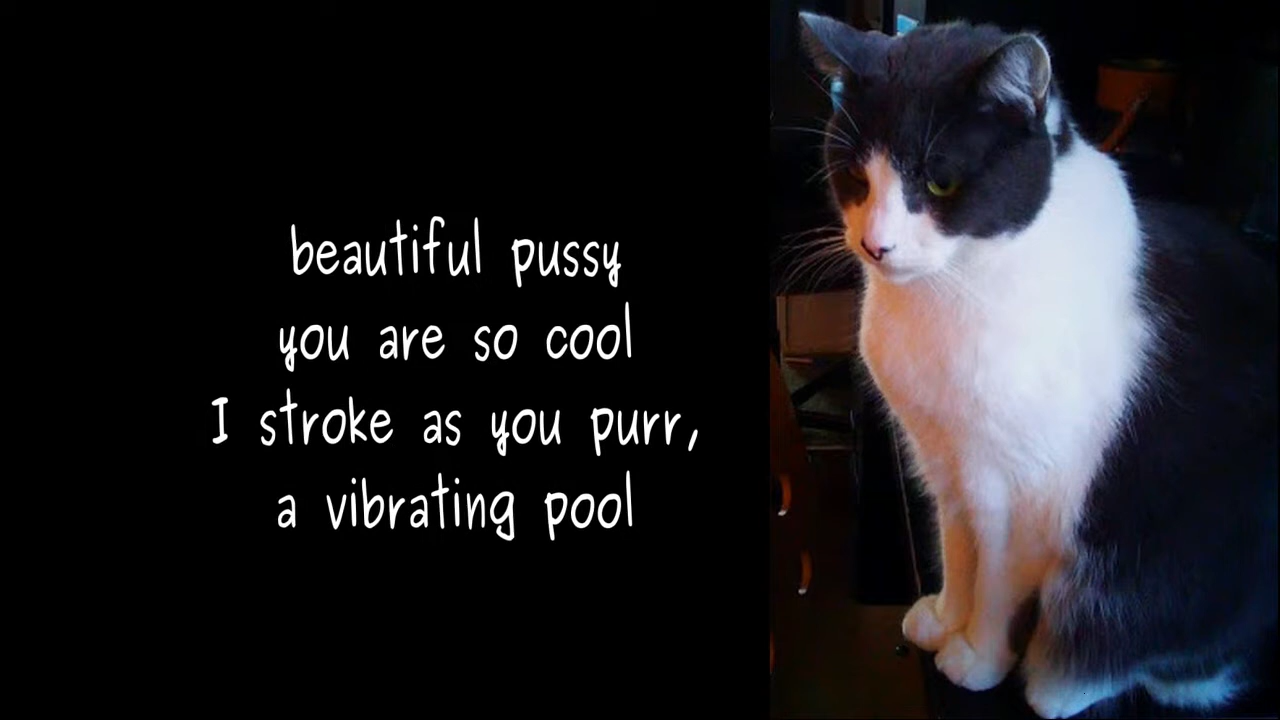 beautiful pussy
you are so cool
I stroke as you purr,
a vibrating pool